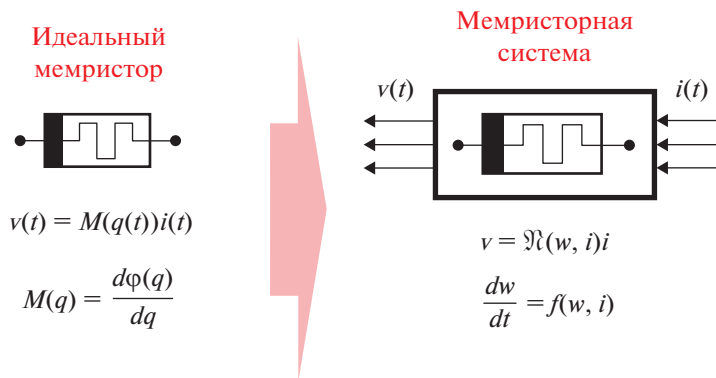 Идеальный
мемристор
v(t) = M(q(t))i(t)
M(q) = dφ(q)/dq
Мемристорная
система
v(t)
i(t)
v = ℜ(w, i)i
dw/dt = f(w, i)